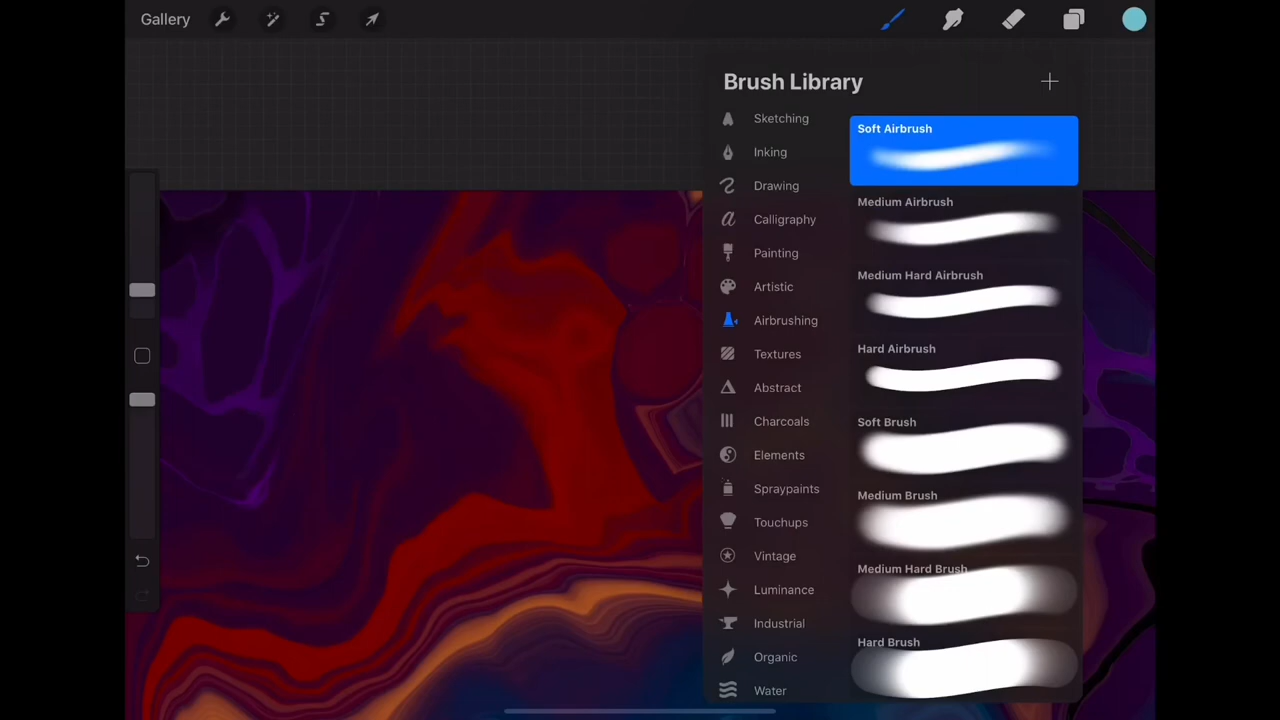 Gallery
Brush Library
Sketching
Inking
Drawing
Calligraphy
Painting
Artistic
Airbrushing
Textures
Abstract
Charcoals
Elements
Spraypaints
Touchups
Vintage
Luminance
Industrial
Organic
Water
Soft Airbrush
Medium Airbrush
Medium Hard Airbrush
Hard Airbrush
Soft Brush
Medium Brush
Medium Hard Brush
Hard Brush